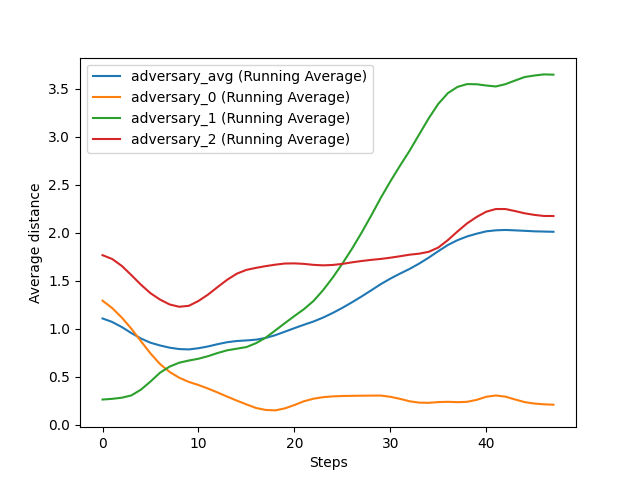 adversary_avg (Running Average)
adversary_0 (Running Average)
adversary_1 (Running Average)
adversary_2 (Running Average)
3.5
3.0
2.5
2.0
1.5
1.0
0.5
0.0
Average distance
0 10 20 30 40
Steps